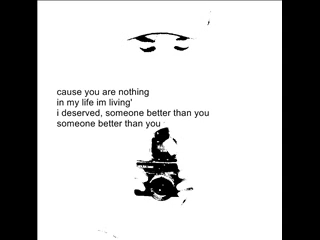 cause you are nothing
in my life im living'
i deserved, someone better than you
someone better than you